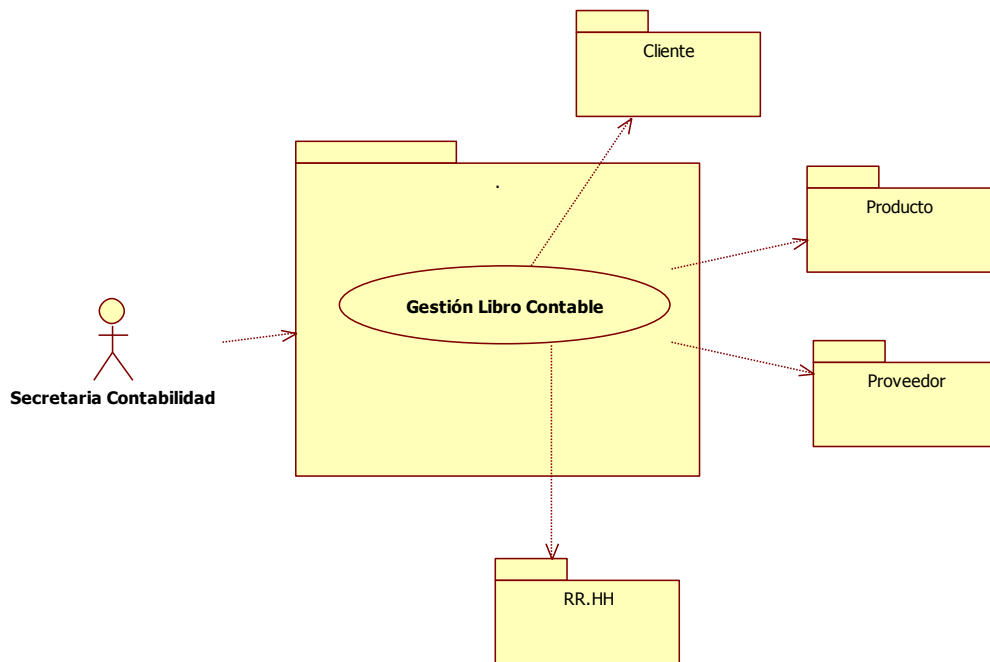 Cliente
.
Producto
Gestión Libro Contable
Proveedor
Secretaria Contabilidad
RR.HH